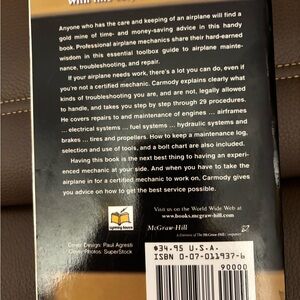 Anyone who has the care and keeping of an airplane will find a
gold mine of time- and money-saving advice in this handy
book. Professional airplane mechanics share their hard-earned
wisdom in this essential toolbox guide to airplane mainte-
nance, troubleshooting, and repair.
If your airplane needs work, there's a lot you can do, even if
you're not a certified mechanic. Carmody explains clearly what
kinds of troubleshooting you are, and are not, legally allowed
to handle, and takes you step by step through 29 procedures.
He covers repairs to and maintenance of engines ... airframes
... electrical systems ... fuel systems ... hydraulic systems and
brakes ... tires and propellers. How to keep a maintenance log,
selection and use of tools, and a bolt chart are also included.
Having this book is the next best thing to having an experi-
enced mechanic at your side. And when you have to take the
airplane in for a certified mechanic to work on, Carmody gives
you advice on how to get the best service possible.
Visit us on the World Wide Web at
www.books.mcgraw-hill.com
McGraw-Hill
A Division of The McGraw-Hill Companies
Cover Design: Paul Agresti
Cover Photos: SuperStock
$34.95 U.S.A.
ISBN 0-07-011937-6
90000